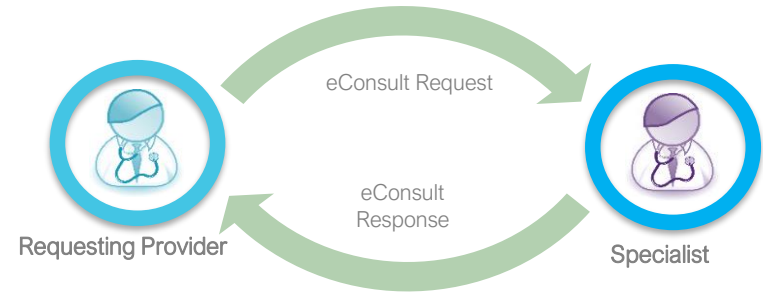 eConsult Request
eConsult
Response
Requesting Provider
Specialist